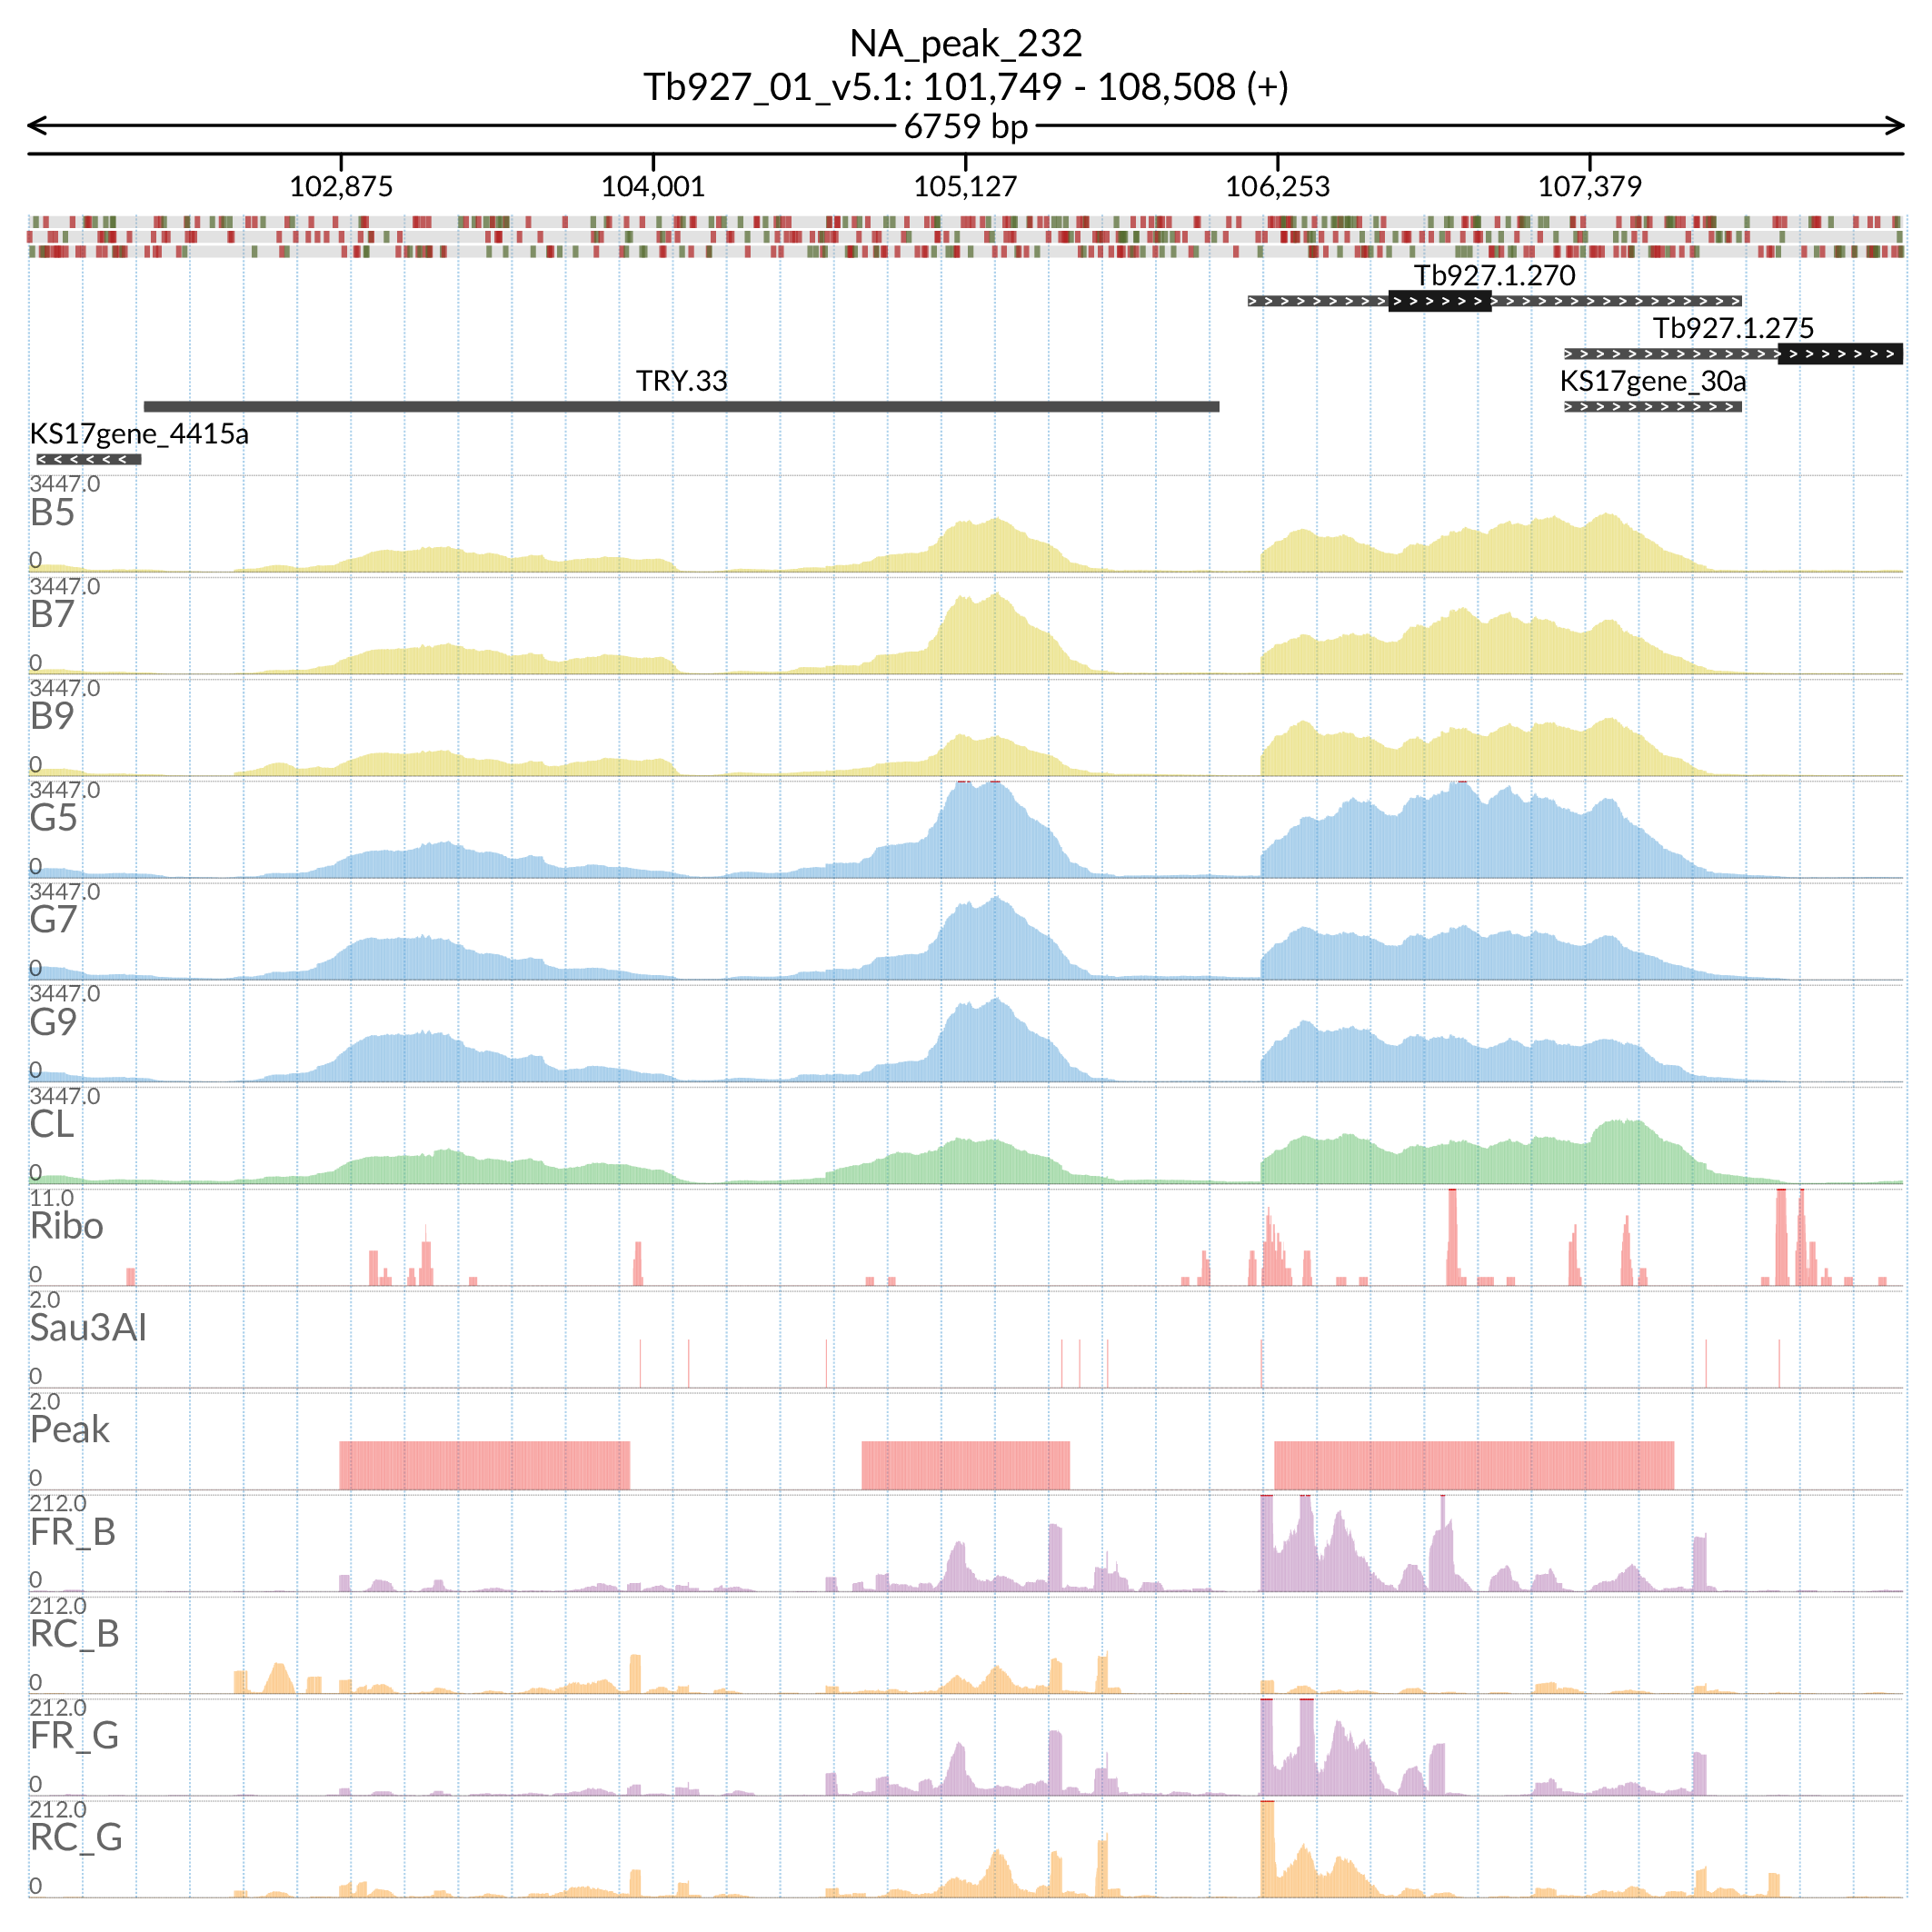 NA_peak_232
Tb927_01_v5.1: 101,749 - 108,508 (+)
6759 bp
102,875 104,001 105,127 106,253 107,379
Tb927.1.270
Tb927.1.275
TRY.33 KS17gene_30a
KS17gene_4415a
3447.0
B5
0
3447.0
B7
0
3447.0
B9
0
3447.0
G5
0
3447.0
G7
0
3447.0
G9
0
3447.0
CL
0
11.0
Ribo
0
2.0
Sau3AI
0
2.0
Peak
0
212.0
FR_B
0
212.0
RC_B
0
212.0
FR_G
0
212.0
RC_G
0